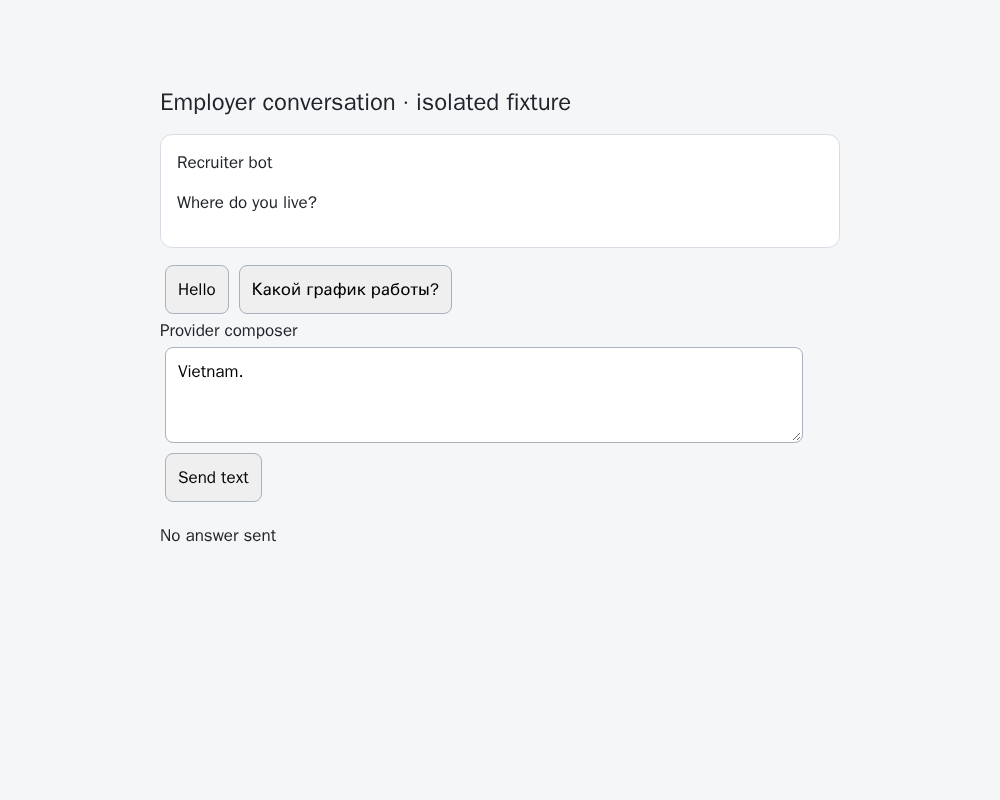 Employer conversation · isolated fixture
Recruiter bot
Where do you live?
Hello
Какой график работы?
Provider composer
Vietnam.
Send text
No answer sent